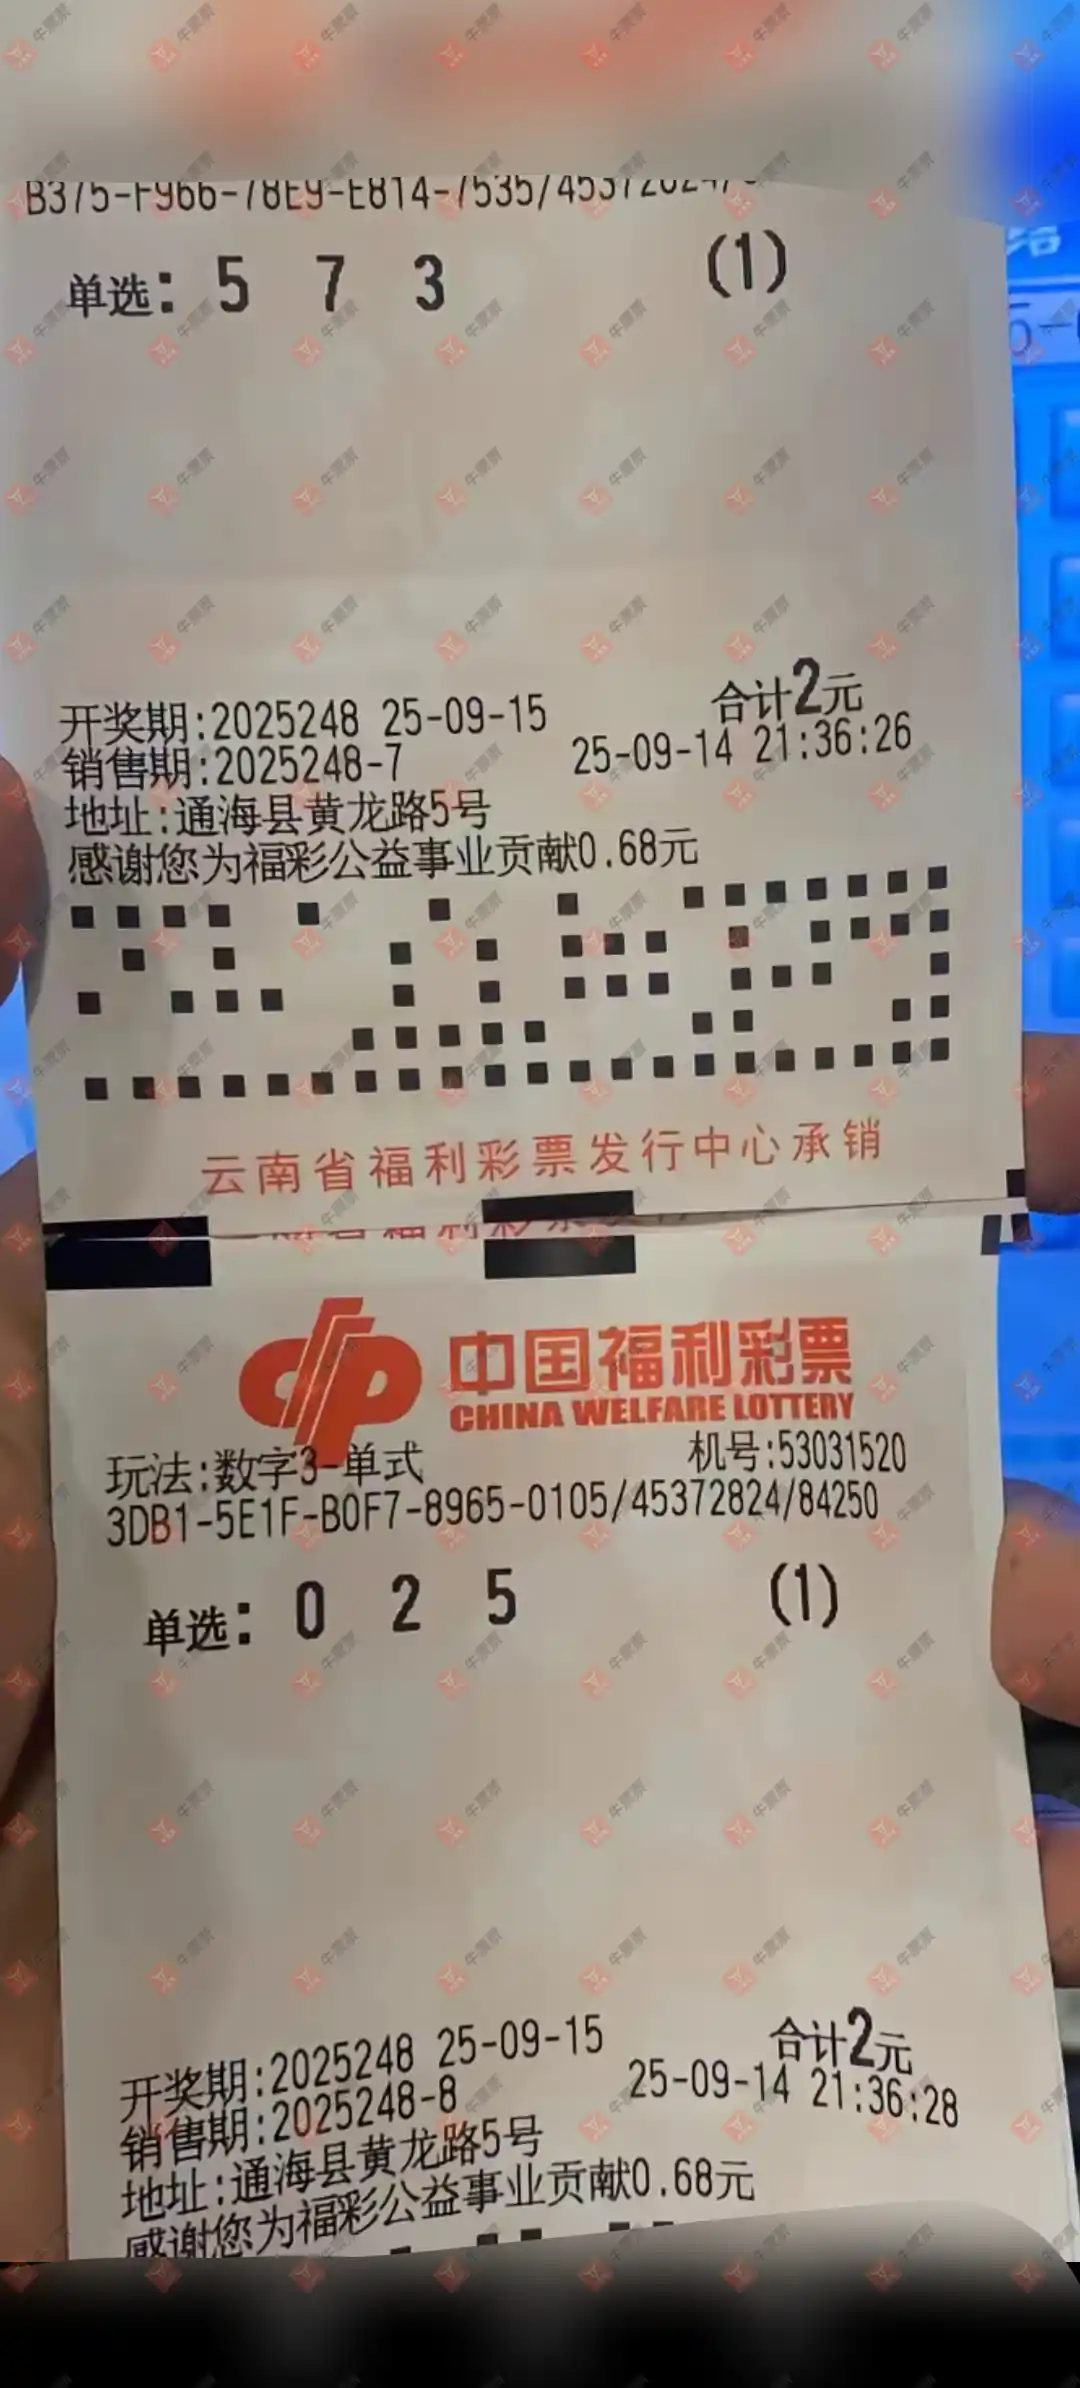 B375-F966-78E9-E814-7535/45372824/
单选: 5 7 3 (1)
合计2元
开奖期:2025248 25-09-15
销售期:2025248-7 25-09-14 21:36:26
地址:通海县黄龙路5号
感谢您为福彩公益事业贡献0.68元
云南省福利彩票发行中心承销
中国福利彩票
CHINA WELFARE LOTTERY
玩法:数字3-单式 机号:53031520
3DB1-5E1F-B0F7-8965-0105/45372824/84250
单选: 0 2 5 (1)
合计2元
开奖期:2025248 25-09-15
销售期:2025248-8 25-09-14 21:36:28
地址:通海县黄龙路5号
感谢您为福彩公益事业贡献0.68元